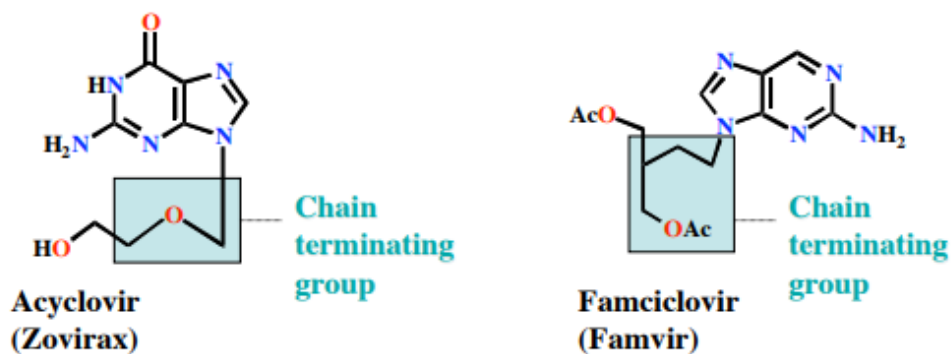 O
HN
N
H₂N
N
N
O
HO
Chain
terminating
group
Acyclovir
(Zovirax)
N
N
AcO
N
N
NH₂
OAc
Chain
terminating
group
Famciclovir
(Famvir)